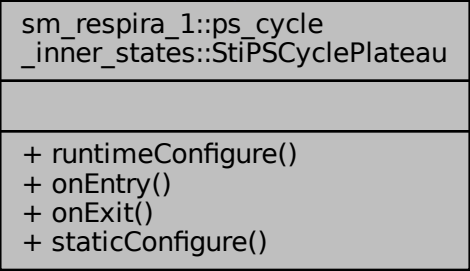 sm_respira_1::ps_cycle
_inner_states::StiPSCyclePlateau
+ runtimeConfigure()
+ onEntry()
+ onExit()
+ staticConfigure()